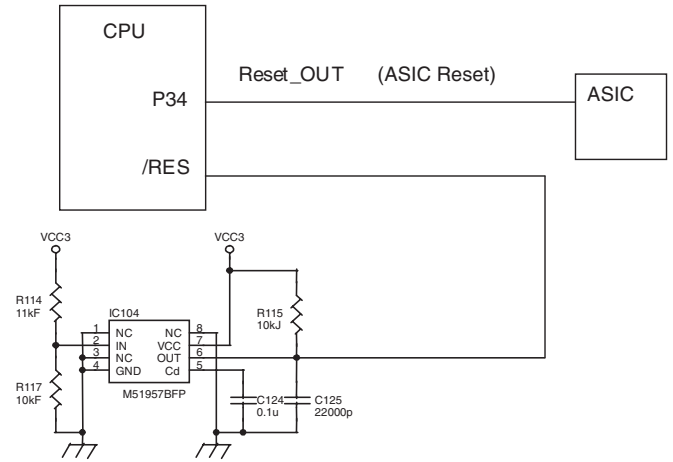 CPU
Reset_OUT (ASIC Reset)
P34
ASIC
/RES
VCC3
VCC3
R114
11kF
IC104
R115
10kJ
1 NC NC 8
2 IN VCC 7
3 NC OUT 6
4 GND Cd 5
R117
10kF
M51957BFP
C124
0.1u
C125
22000p